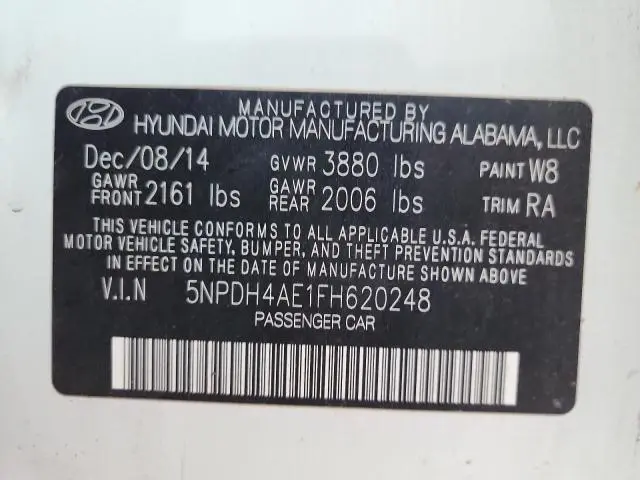 MANUFACTURED BY
HYUNDAI MOTOR MANUFACTURING ALABAMA, LLC
Dec/08/14 GVWR 3880 lbs PAINT W8
GAWR FRONT 2161 lbs GAWR REAR 2006 lbs TRIM RA
THIS VEHICLE CONFORMS TO ALL APPLICABLE U.S.A. FEDERAL
MOTOR VEHICLE SAFETY, BUMPER, AND THEFT PREVENTION STANDARDS
IN EFFECT ON THE DATE OF MANUFACTURE SHOWN ABOVE.
V.I.N 5NPDH4AE1FH620248
PASSENGER CAR